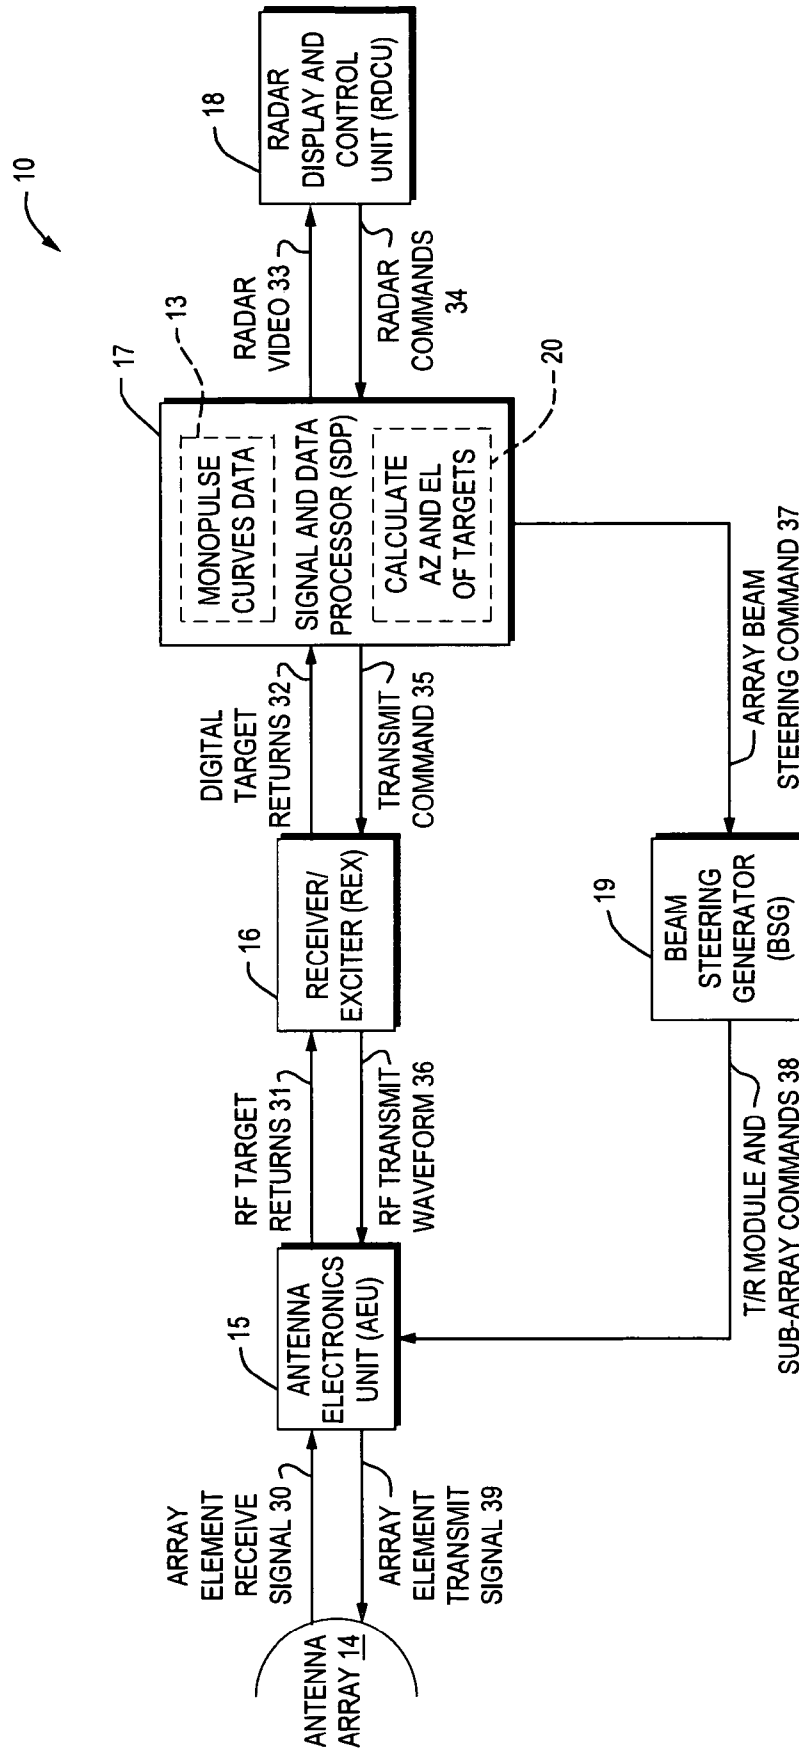 10
ANTENNA
ARRAY 14
ARRAY
ELEMENT
RECEIVE
SIGNAL 30
ARRAY
ELEMENT
TRANSMIT
SIGNAL 39
15
ANTENNA
ELECTRONICS
UNIT (AEU)
RF TARGET
RETURNS 31
RF TRANSMIT
WAVEFORM 36
16
RECEIVER/
EXCITER (REX)
DIGITAL
TARGET
RETURNS 32
TRANSMIT
COMMAND 35
17
13
MONOPULSE
CURVES DATA
SIGNAL AND DATA
PROCESSOR (SDP)
CALCULATE
AZ AND EL
OF TARGETS
20
RADAR
VIDEO 33
RADAR
COMMANDS
34
18
RADAR
DISPLAY AND
CONTROL
UNIT (RDCU)
T/R MODULE AND
SUB-ARRAY COMMANDS 38
19
BEAM
STEERING
GENERATOR
(BSG)
ARRAY BEAM
STEERING COMMAND 37